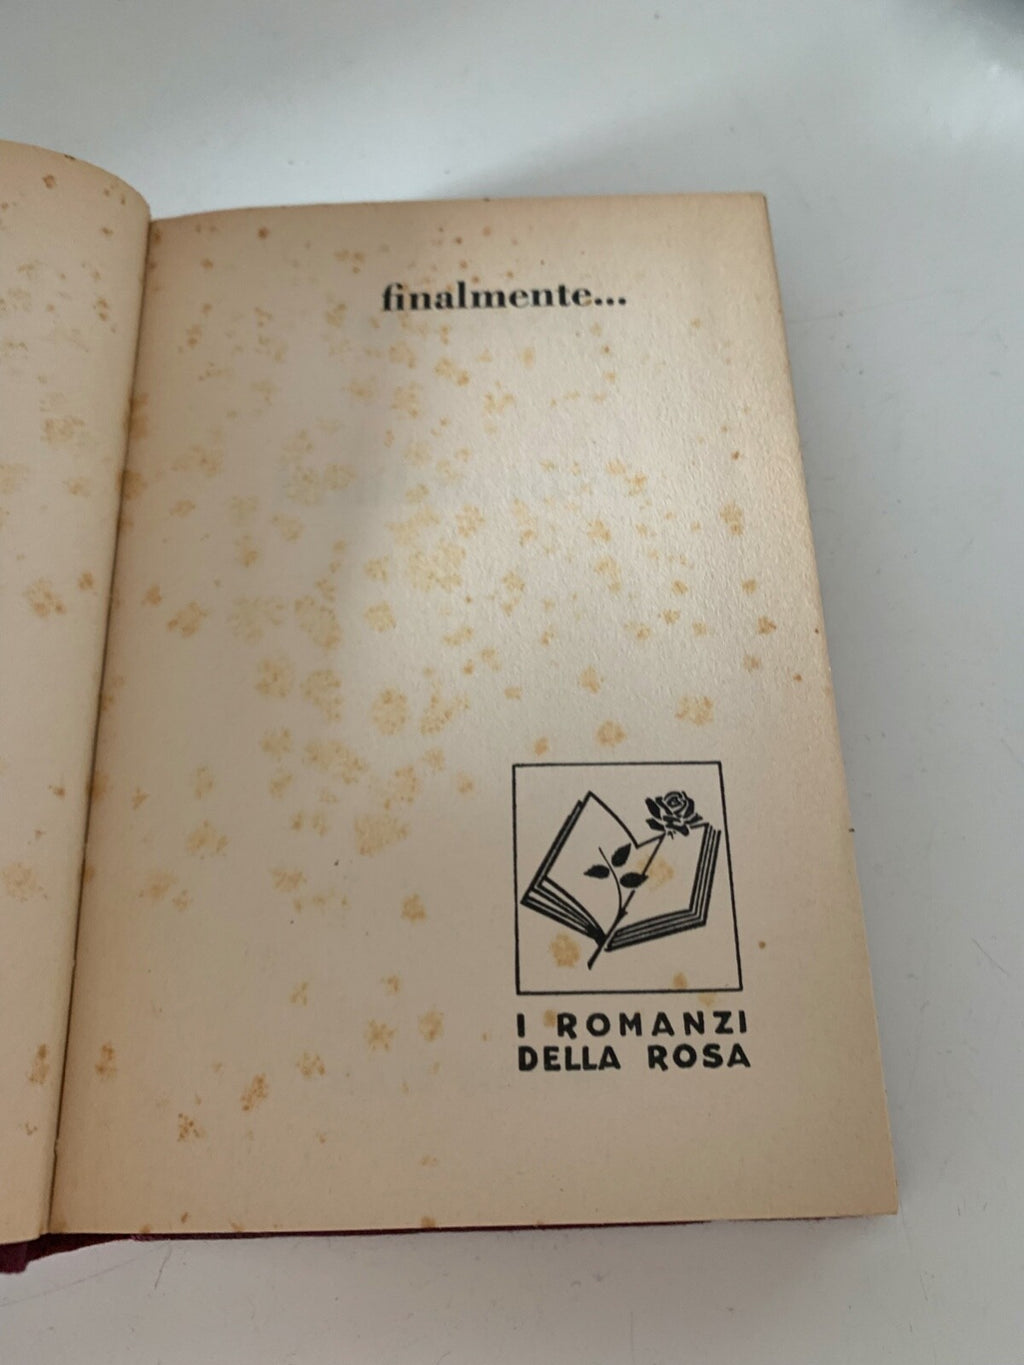 finalmente...
I ROMANZI
DELLA ROSA